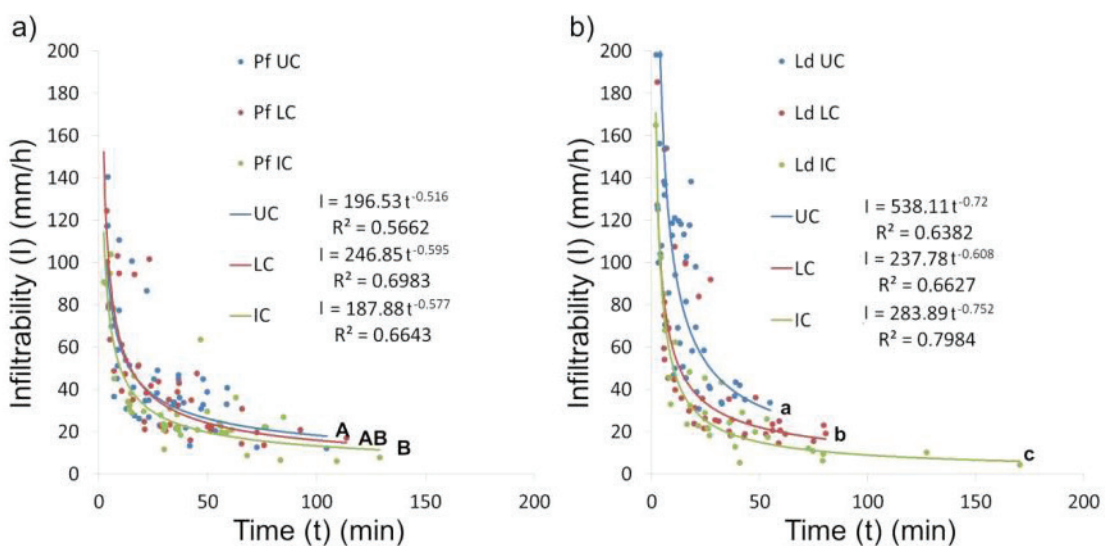 a)
Infiltrability (I) (mm/h)
200
180
160
140
120
100
80
60
40
20
0
Pf UC
Pf LC
Pf IC
UC
I = 196.53 t^-0.516
R² = 0.5662
LC
I = 246.85 t^-0.595
R² = 0.6983
IC
I = 187.88 t^-0.577
R² = 0.6643
A
AB
B
0 50 100 150 200
Time (t) (min)
b)
Infiltrability (I) (mm/h)
200
180
160
140
120
100
80
60
40
20
0
Ld UC
Ld LC
Ld IC
UC
I = 538.11 t^-0.72
R² = 0.6382
LC
I = 237.78 t^-0.608
R² = 0.6627
IC
I = 283.89 t^-0.752
R² = 0.7984
a
b
c
0 50 100 150 200
Time (t) (min)